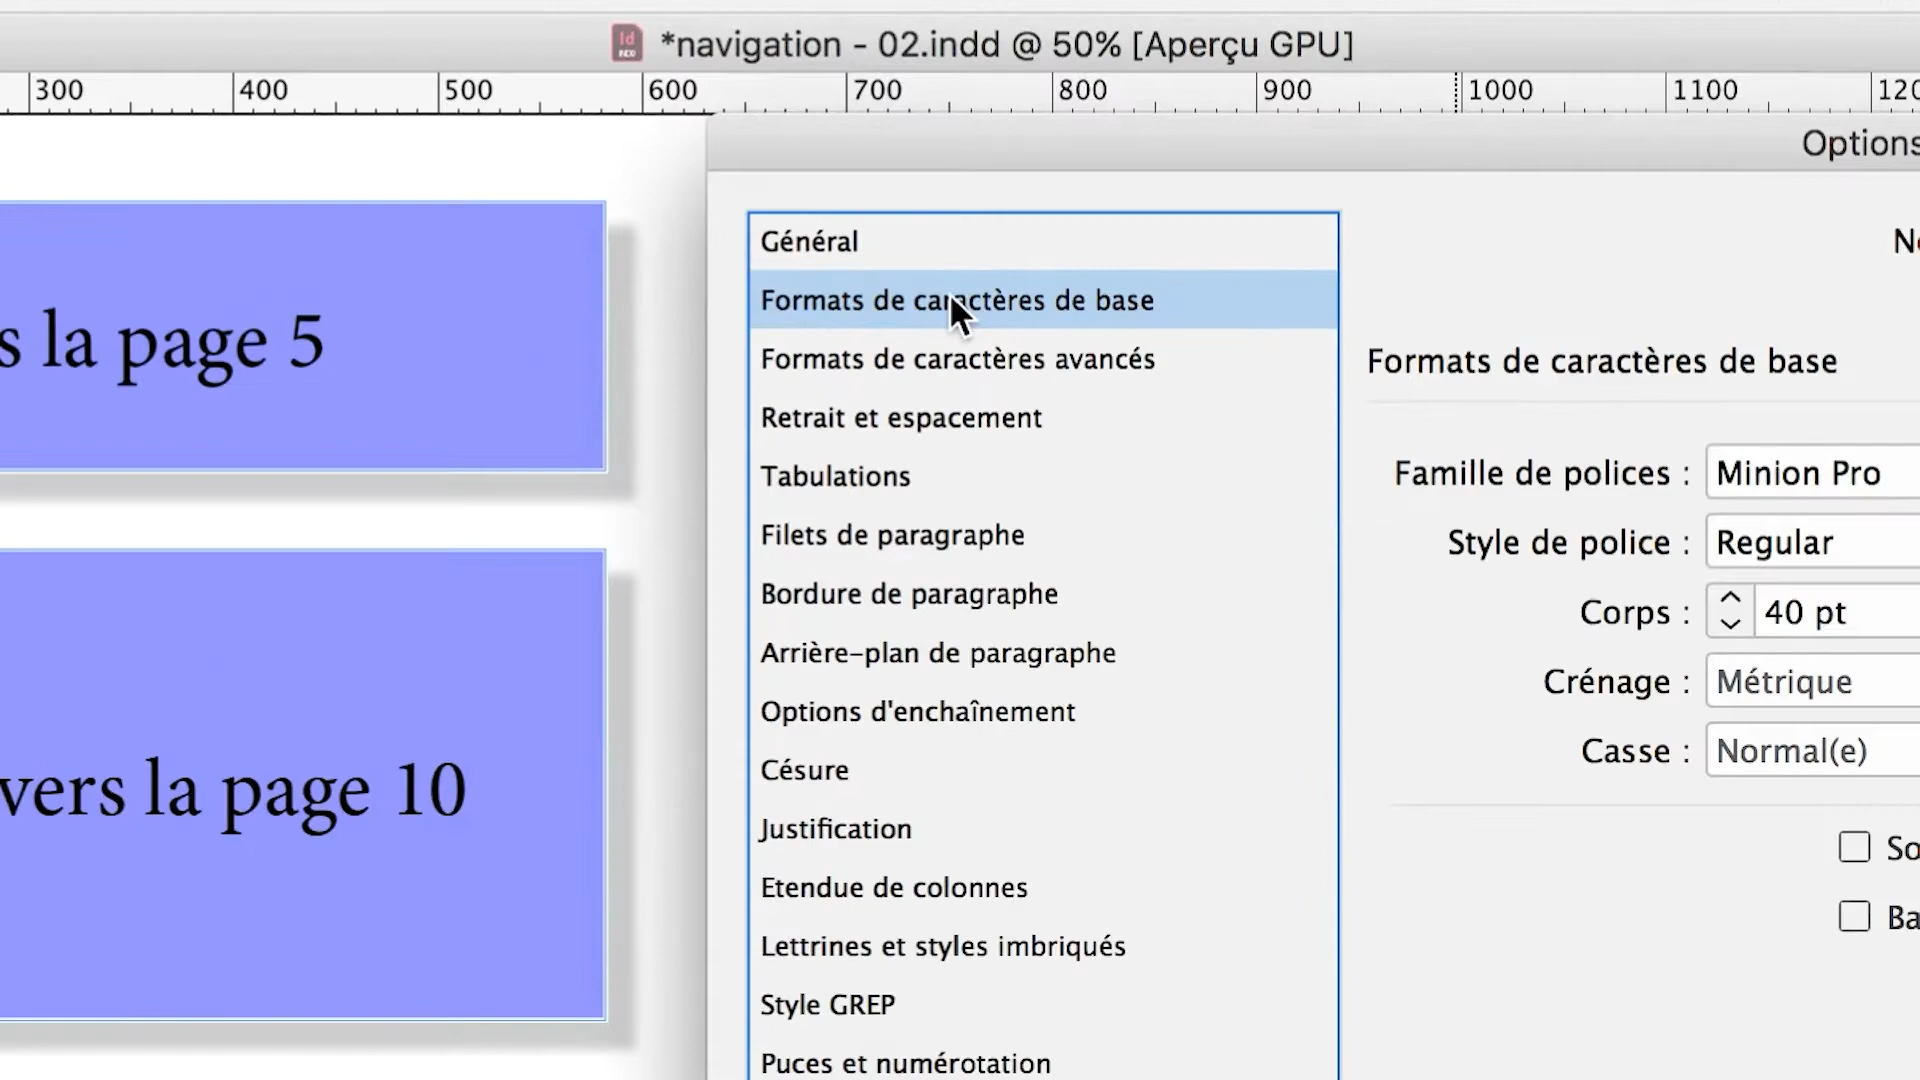 *navigation - 02.indd @ 50% [Aperçu GPU]
300 400 500 600 700 800 900 1000 1100
Options
s la page 5
vers la page 10
Général
Formats de caractères de base
Formats de caractères avancés
Retrait et espacement
Tabulations
Filets de paragraphe
Bordure de paragraphe
Arrière-plan de paragraphe
Options d'enchaînement
Césure
Justification
Etendue de colonnes
Lettrines et styles imbriqués
Style GREP
Puces et numérotation
Formats de caractères de base
Famille de polices : Minion Pro
Style de police : Regular
Corps : 40 pt
Crénage : Métrique
Casse : Normal(e)